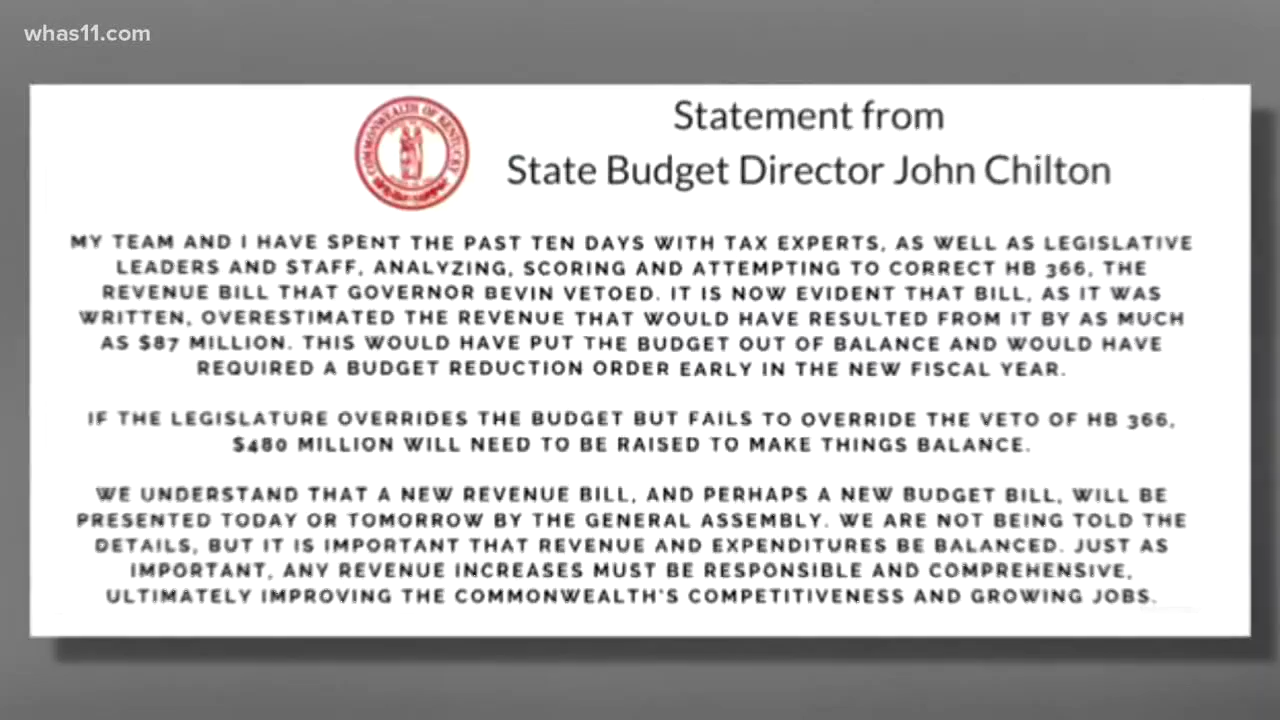 whas11.com
COMMONWEALTH OF KENTUCKY
Statement from
State Budget Director John Chilton
MY TEAM AND I HAVE SPENT THE PAST TEN DAYS WITH TAX EXPERTS, AS WELL AS LEGISLATIVE
LEADERS AND STAFF, ANALYZING, SCORING AND ATTEMPTING TO CORRECT HB 366, THE
REVENUE BILL THAT GOVERNOR BEVIN VETOED. IT IS NOW EVIDENT THAT BILL, AS IT WAS
WRITTEN, OVERESTIMATED THE REVENUE THAT WOULD HAVE RESULTED FROM IT BY AS MUCH
AS $87 MILLION. THIS WOULD HAVE PUT THE BUDGET OUT OF BALANCE AND WOULD HAVE
REQUIRED A BUDGET REDUCTION ORDER EARLY IN THE NEW FISCAL YEAR.
IF THE LEGISLATURE OVERRIDES THE BUDGET BUT FAILS TO OVERRIDE THE VETO OF HB 366,
$480 MILLION WILL NEED TO BE RAISED TO MAKE THINGS BALANCE.
WE UNDERSTAND THAT A NEW REVENUE BILL, AND PERHAPS A NEW BUDGET BILL, WILL BE
PRESENTED TODAY OR TOMORROW BY THE GENERAL ASSEMBLY. WE ARE NOT BEING TOLD THE
DETAILS, BUT IT IS IMPORTANT THAT REVENUE AND EXPENDITURES BE BALANCED. JUST AS
IMPORTANT, ANY REVENUE INCREASES MUST BE RESPONSIBLE AND COMPREHENSIVE,
ULTIMATELY IMPROVING THE COMMONWEALTH'S COMPETITIVENESS AND GROWING JOBS.